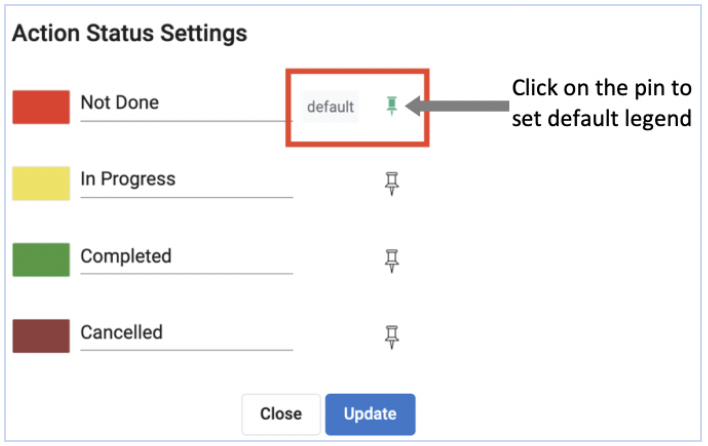 Action Status Settings
Not Done
default
Click on the pin to
set default legend
In Progress
Completed
Cancelled
Close
Update